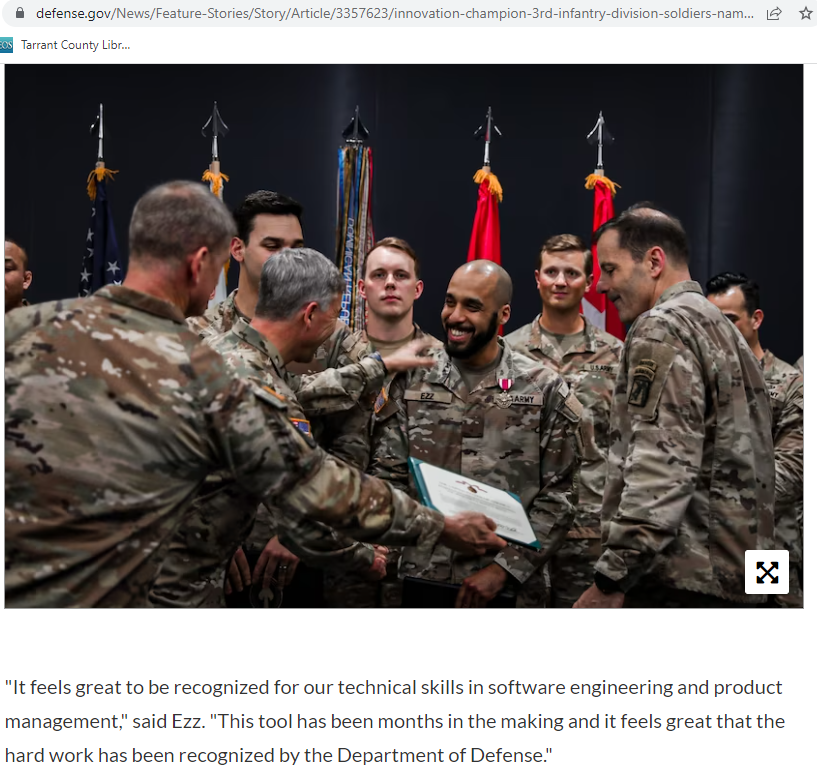 defense.gov/News/Feature-Stories/Story/Article/3357623/innovation-champion-3rd-infantry-division-soldiers-nam...
EOS Tarrant County Libr...
EZZ
ARMY
U.S. AR
"It feels great to be recognized for our technical skills in software engineering and product
management," said Ezz. "This tool has been months in the making and it feels great that the
hard work has been recognized by the Department of Defense."